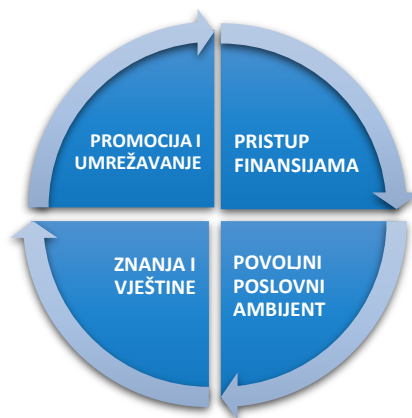 PROMOCIJA I
UMREŽAVANJE
PRISTUP
FINANSIJAMA
ZNANJA I
VJEŠTINE
POVOLJNI
POSLOVNI
AMBIJENT